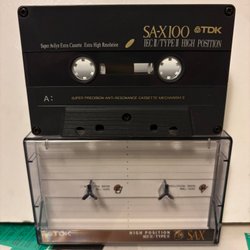 SA-X100 TDK
IEC II/TYPE II HIGH POSITION
Super Avilyn Extra Cassette Extra High Resolution
A:
SUPER PRECISION ANTI-RESONANCE CASSETTE MECHANISM
TDK
HIGH POSITION
IEC II/TYPE II
SA-X